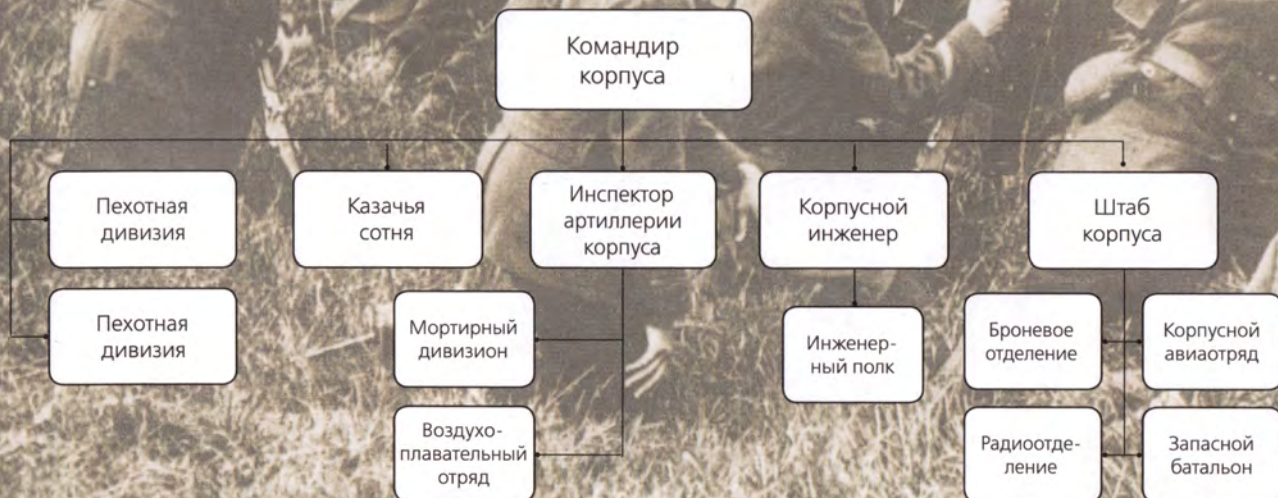 Командир
корпуса
Пехотная
дивизия
Казачья
сотня
Инспектор
артиллерии
корпуса
Корпусной
инженер
Штаб
корпуса
Пехотная
дивизия
Мортирный
дивизион
Воздухо-
плавательный
отряд
Инженер-
ный полк
Броневое
отделение
Корпусной
авиаотряд
Радиоотде-
ление
Запасной
батальон